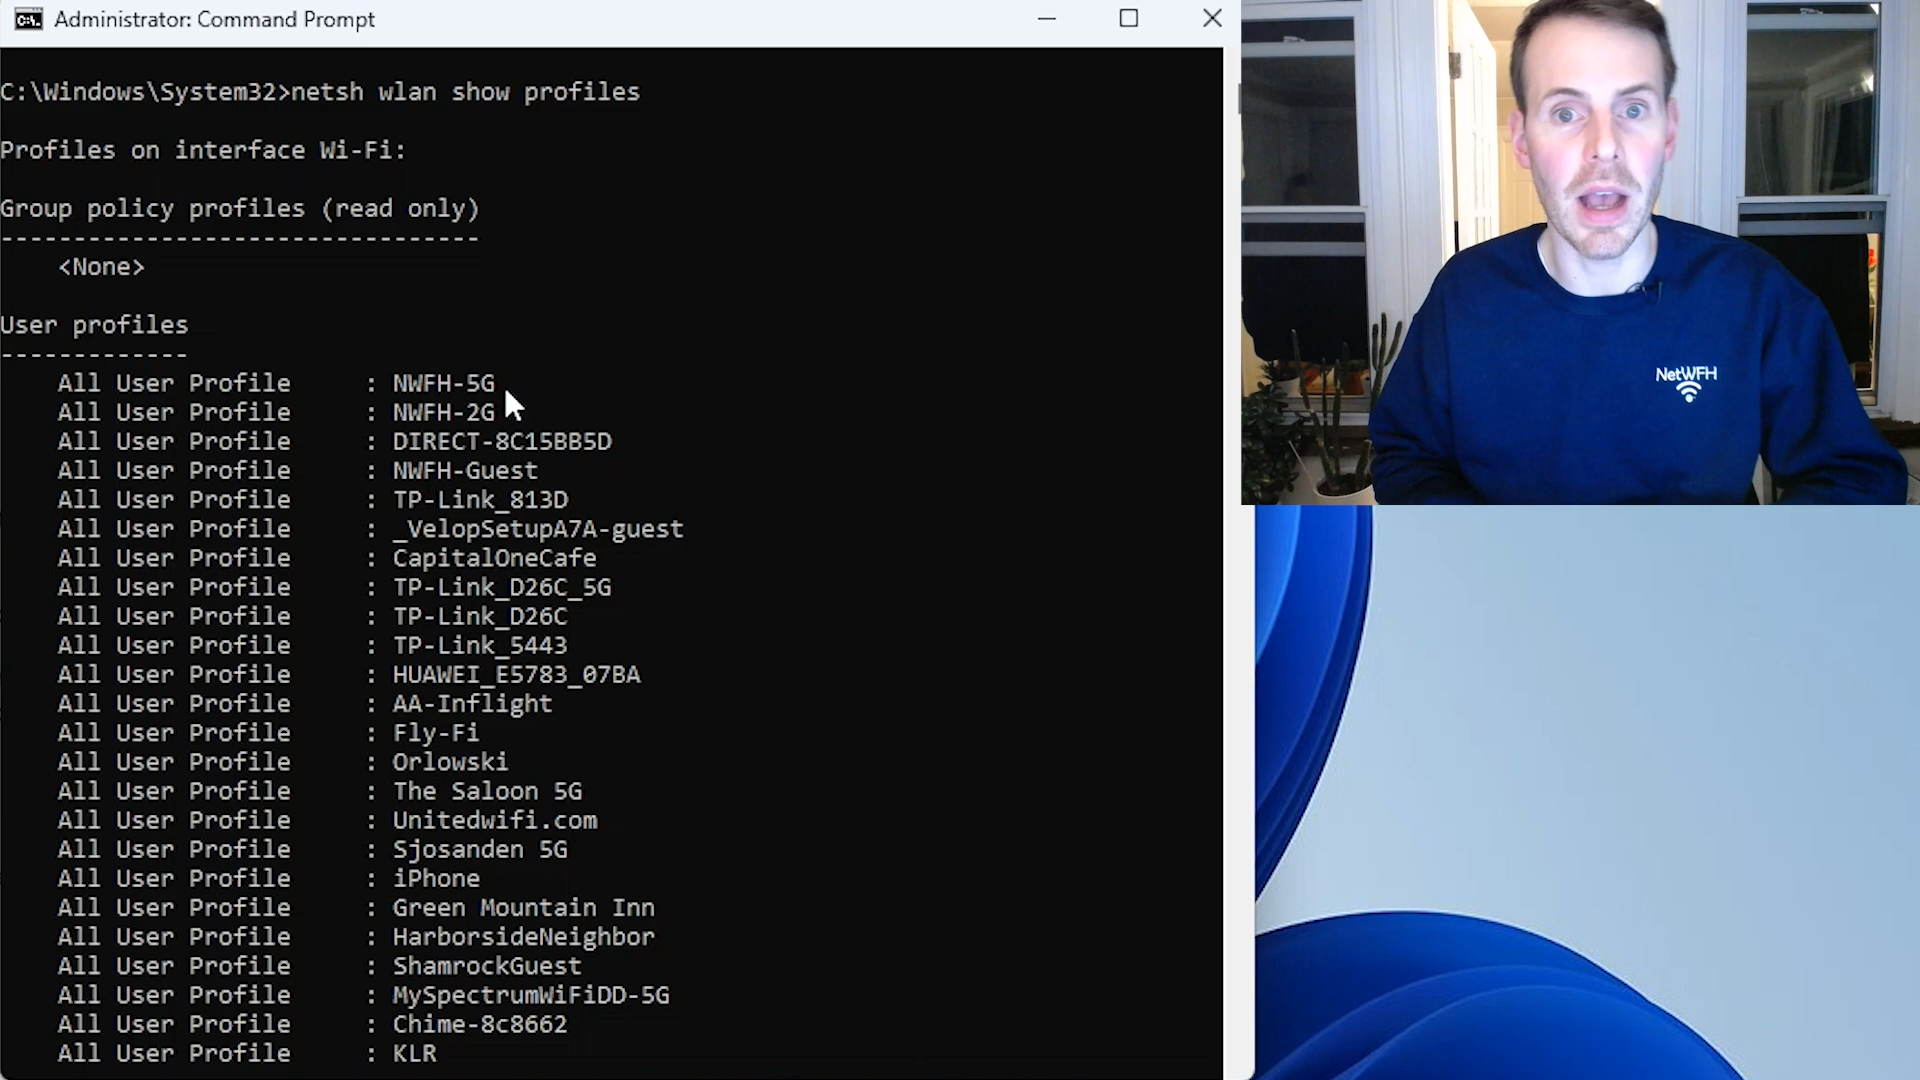 Administrator: Command Prompt
C:\Windows\System32>netsh wlan show profiles
Profiles on interface Wi-Fi:
Group policy profiles (read only)
---------------------------------
<None>
User profiles
-------------
All User Profile : NWFH-5G
All User Profile : NWFH-2G
All User Profile : DIRECT-8C15BB5D
All User Profile : NWFH-Guest
All User Profile : TP-Link_813D
All User Profile : _VelopSetupA7A-guest
All User Profile : CapitalOneCafe
All User Profile : TP-Link_D26C_5G
All User Profile : TP-Link_D26C
All User Profile : TP-Link_5443
All User Profile : HUAWEI_E5783_07BA
All User Profile : AA-Inflight
All User Profile : Fly-Fi
All User Profile : Orlowski
All User Profile : The Saloon 5G
All User Profile : Unitedwifi.com
All User Profile : Sjosanden 5G
All User Profile : iPhone
All User Profile : Green Mountain Inn
All User Profile : HarborsideNeighbor
All User Profile : ShamrockGuest
All User Profile : MySpectrumWiFiDD-5G
All User Profile : Chime-8c8662
All User Profile : KLR
NetWFH